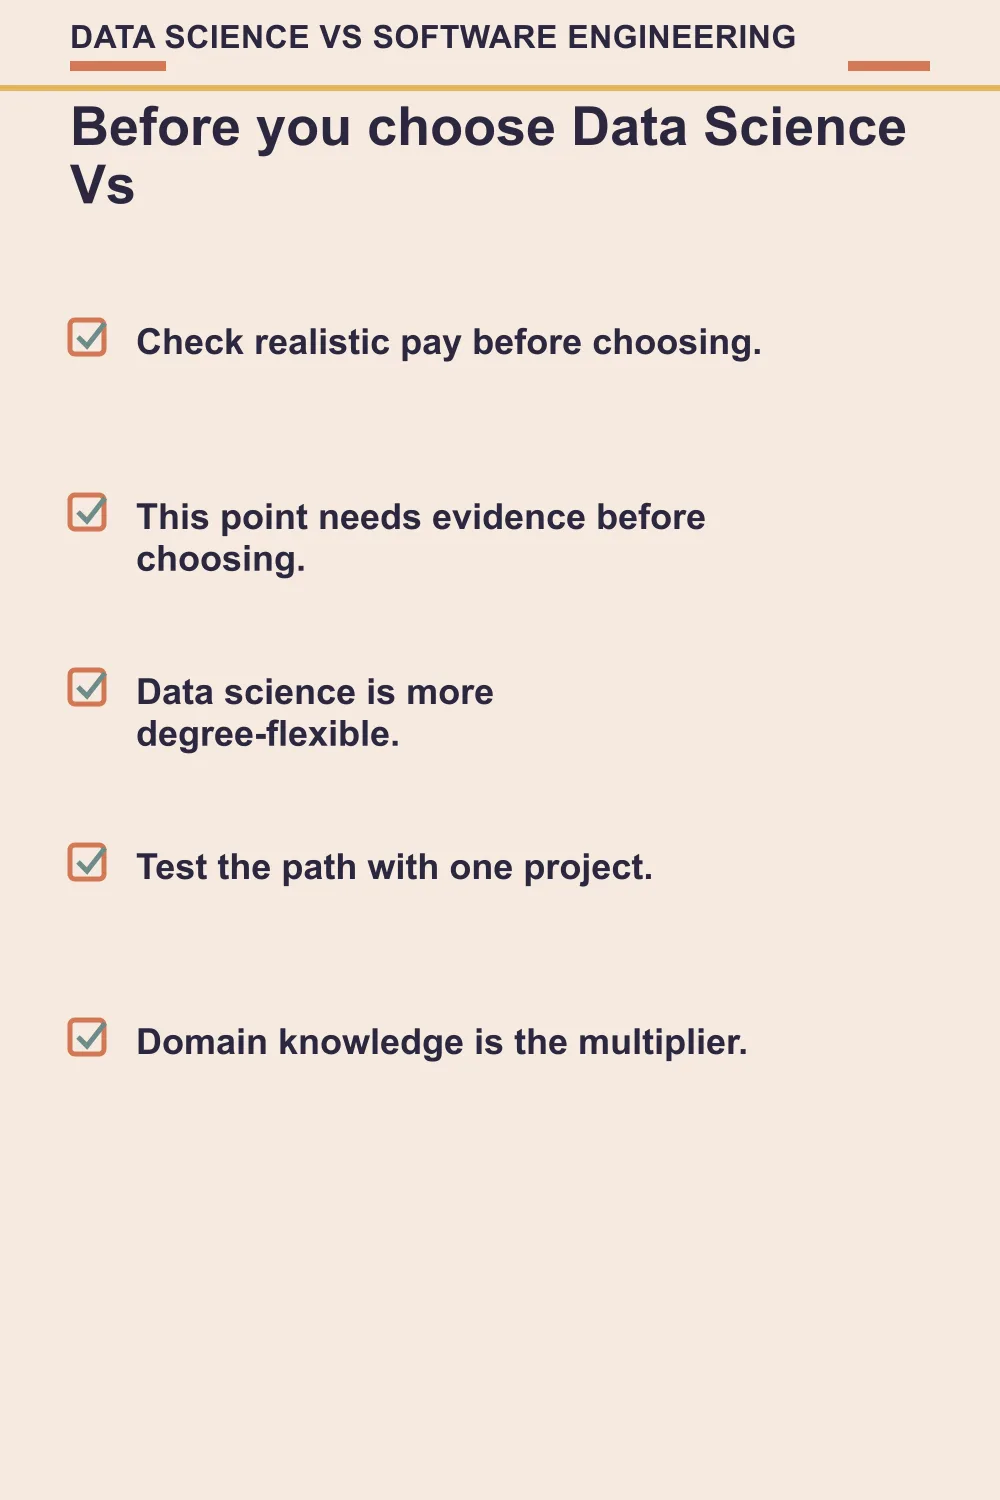 DATA SCIENCE VS SOFTWARE ENGINEERING
Before you choose Data Science
Vs
Check realistic pay before choosing.
This point needs evidence before
choosing.
Data science is more
degree-flexible.
Test the path with one project.
Domain knowledge is the multiplier.